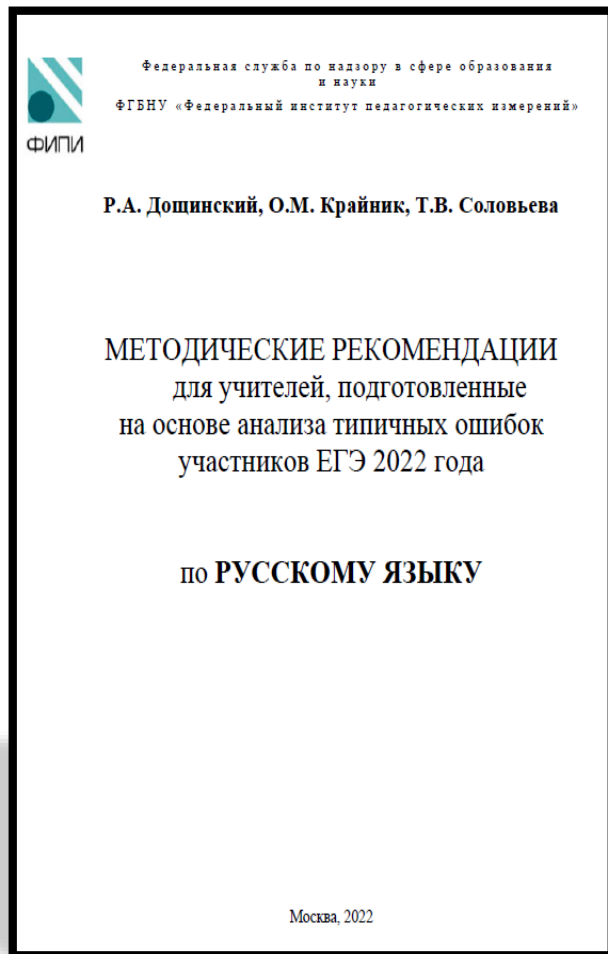 Федеральная служба по надзору в сфере образования
и науки
ФГБНУ «Федеральный институт педагогических измерений»
ФИПИ
Р.А. Дощинский, О.М. Крайник, Т.В. Соловьева
МЕТОДИЧЕСКИЕ РЕКОМЕНДАЦИИ
для учителей, подготовленные
на основе анализа типичных ошибок
участников ЕГЭ 2022 года
по РУССКОМУ ЯЗЫКУ
Москва, 2022